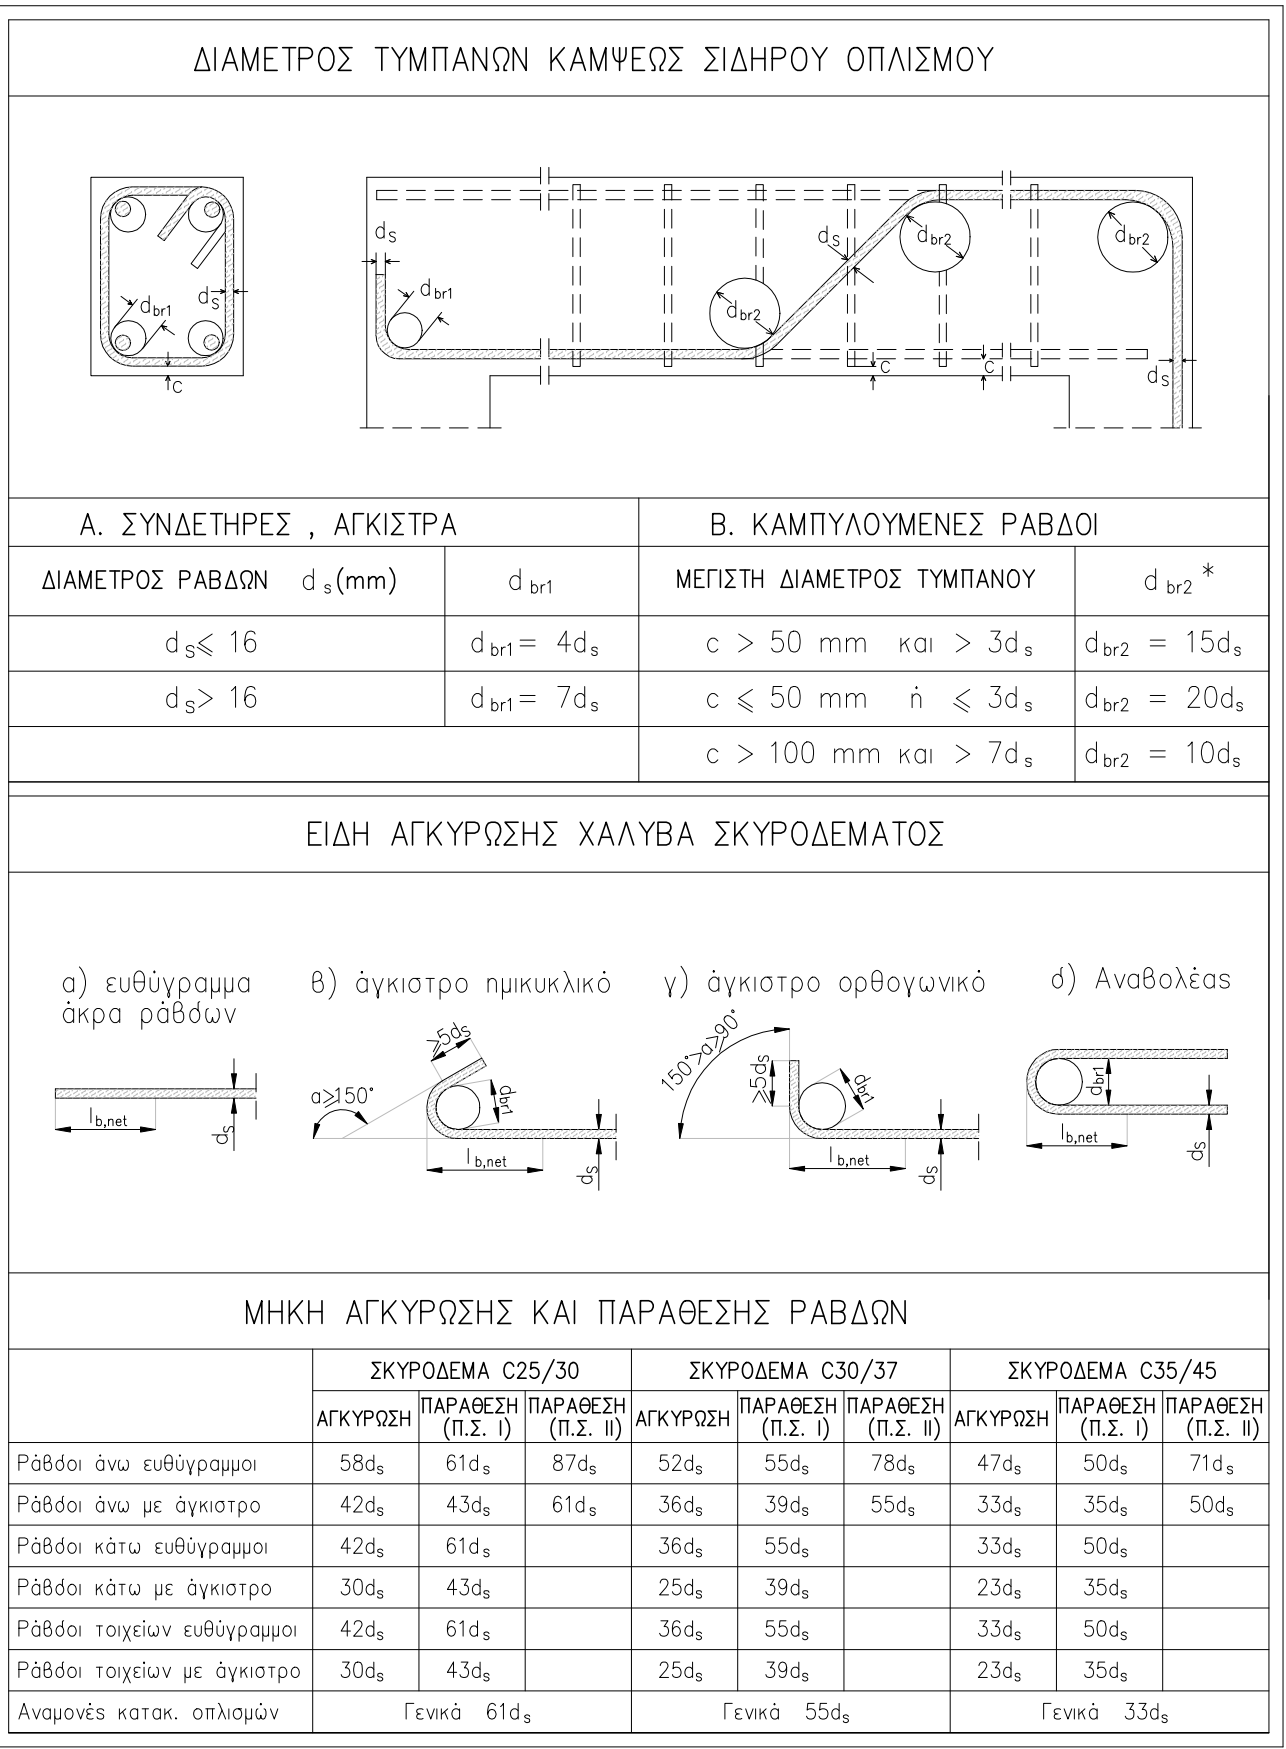 ΔΙΑΜΕΤΡΟΣ ΤΥΜΠΑΝΩΝ ΚΑΜΨΕΩΣ ΣΙΔΗΡΟΥ ΟΠΛΙΣΜΟΥ
ds
dbr1
c
ds
dbr1
dbr2
ds
dbr2
dbr2
c
c
ds
Α. ΣΥΝΔΕΤΗΡΕΣ , ΑΓΚΙΣΤΡΑ
Β. ΚΑΜΠΥΛΟΥΜΕΝΕΣ ΡΑΒΔΟΙ
ΔΙΑΜΕΤΡΟΣ ΡΑΒΔΩΝ ds(mm) dbr1
ΜΕΓΙΣΤΗ ΔΙΑΜΕΤΡΟΣ ΤΥΜΠΑΝΟΥ dbr2*
ds⩽ 16 dbr1= 4ds
c > 50 mm και > 3ds dbr2 = 15ds
ds> 16 dbr1= 7ds
c ⩽ 50 mm ή ⩽ 3ds dbr2 = 20ds
c > 100 mm και > 7ds dbr2 = 10ds
ΕΙΔΗ ΑΓΚΥΡΩΣΗΣ ΧΑΛΥΒΑ ΣΚΥΡΟΔΕΜΑΤΟΣ
α) ευθύγραμμα
άκρα ράβδων
lb,net
ds
β) άγκιστρο ημικυκλικό
α⩾150°
⩾5ds
dbr1
lb,net
ds
γ) άγκιστρο ορθογωνικό
150°>α⩾90°
⩾5ds
dbr1
lb,net
ds
δ) Αναβολέας
dbr1
lb,net
ds
ΜΗΚΗ ΑΓΚΥΡΩΣΗΣ ΚΑΙ ΠΑΡΑΘΕΣΗΣ ΡΑΒΔΩΝ
ΣΚΥΡΟΔΕΜΑ C25/30 ΣΚΥΡΟΔΕΜΑ C30/37 ΣΚΥΡΟΔΕΜΑ C35/45
ΑΓΚΥΡΩΣΗ ΠΑΡΑΘΕΣΗ (Π.Σ. Ι) ΠΑΡΑΘΕΣΗ (Π.Σ. ΙΙ) ΑΓΚΥΡΩΣΗ ΠΑΡΑΘΕΣΗ (Π.Σ. Ι) ΠΑΡΑΘΕΣΗ (Π.Σ. ΙΙ) ΑΓΚΥΡΩΣΗ ΠΑΡΑΘΕΣΗ (Π.Σ. Ι) ΠΑΡΑΘΕΣΗ (Π.Σ. ΙΙ)
Ράβδοι άνω ευθύγραμμοι 58ds 61ds 87ds 52ds 55ds 78ds 47ds 50ds 71ds
Ράβδοι άνω με άγκιστρο 42ds 43ds 61ds 36ds 39ds 55ds 33ds 35ds 50ds
Ράβδοι κάτω ευθύγραμμοι 42ds 61ds 36ds 55ds 33ds 50ds
Ράβδοι κάτω με άγκιστρο 30ds 43ds 25ds 39ds 23ds 35ds
Ράβδοι τοιχείων ευθύγραμμοι 42ds 61ds 36ds 55ds 33ds 50ds
Ράβδοι τοιχείων με άγκιστρο 30ds 43ds 25ds 39ds 23ds 35ds
Αναμονές κατακ. οπλισμών Γενικά 61ds Γενικά 55ds Γενικά 33ds